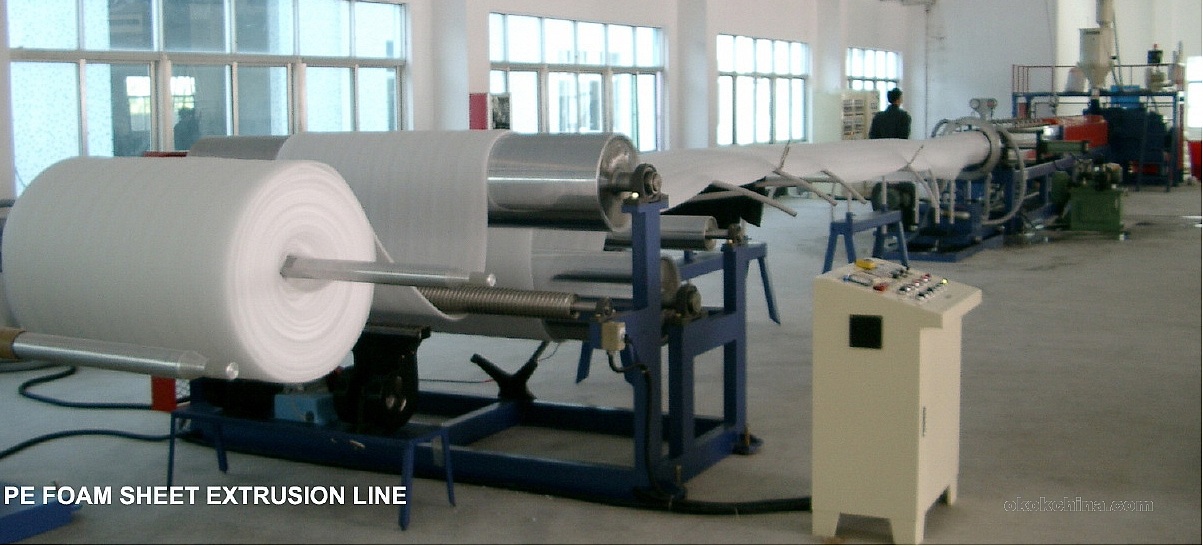 PE FOAM SHEET EXTRUSION LINE
okokchina.com